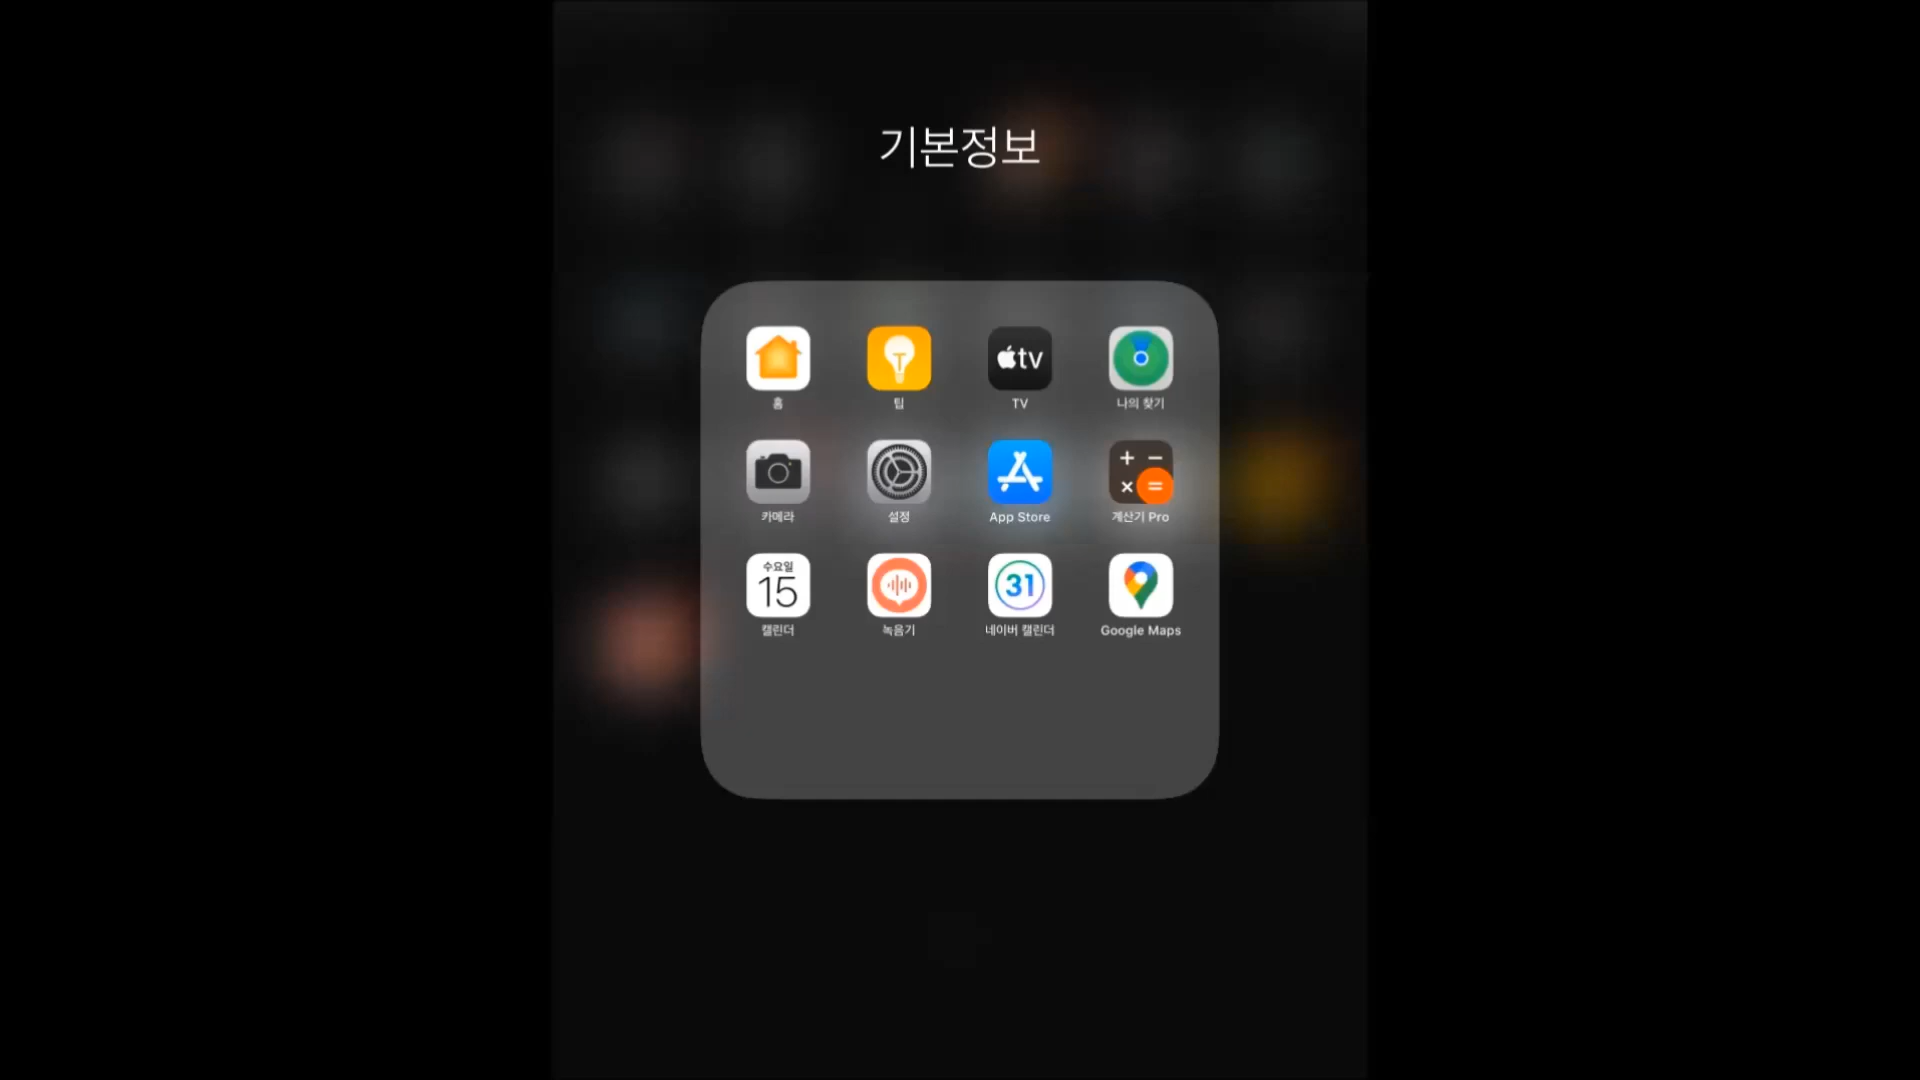 기본정보
tv
홈
팁
TV
나의 찾기
카메라
설정
App Store
계산기 Pro
수요일
15
31
캘린더
녹음기
네이버 캘린더
Google Maps